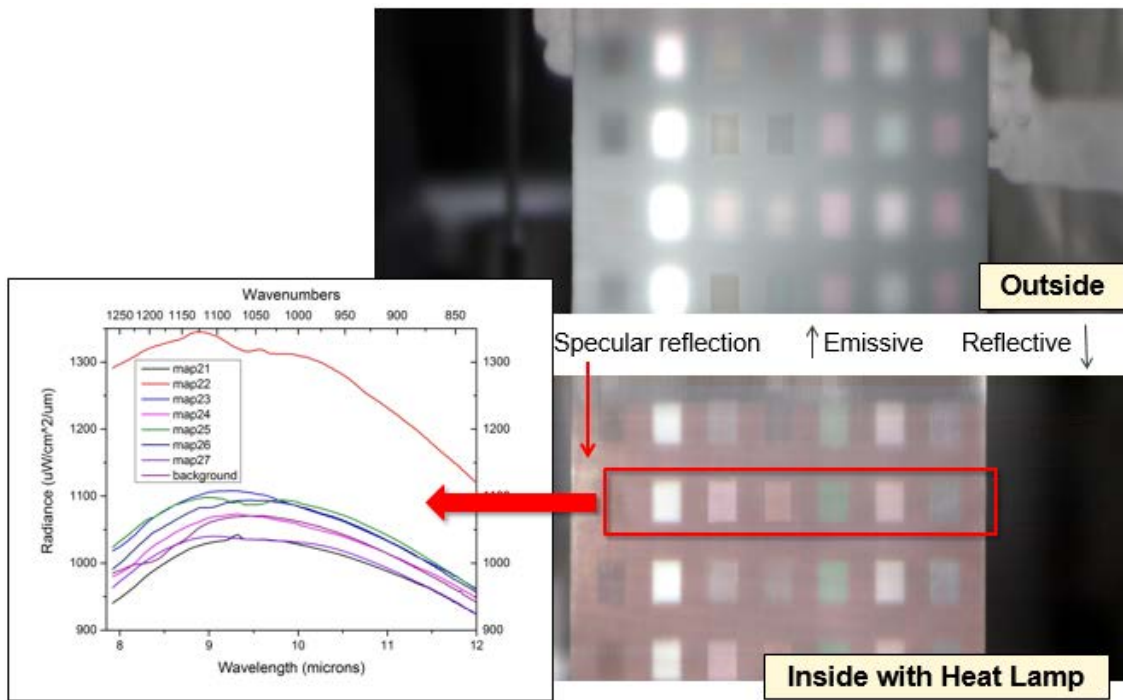 Outside
Specular reflection ↑ Emissive Reflective ↓
Inside with Heat Lamp
Wavenumbers
1250 1200 1150 1100 1050 1000 950 900 850
Radiance (uW/cm^2/um)
1300
1200
1100
1000
900
1300
1200
1000
900
map21
map22
map23
map24
map25
map26
map27
background
8 9 10 11 12
Wavelength (microns)